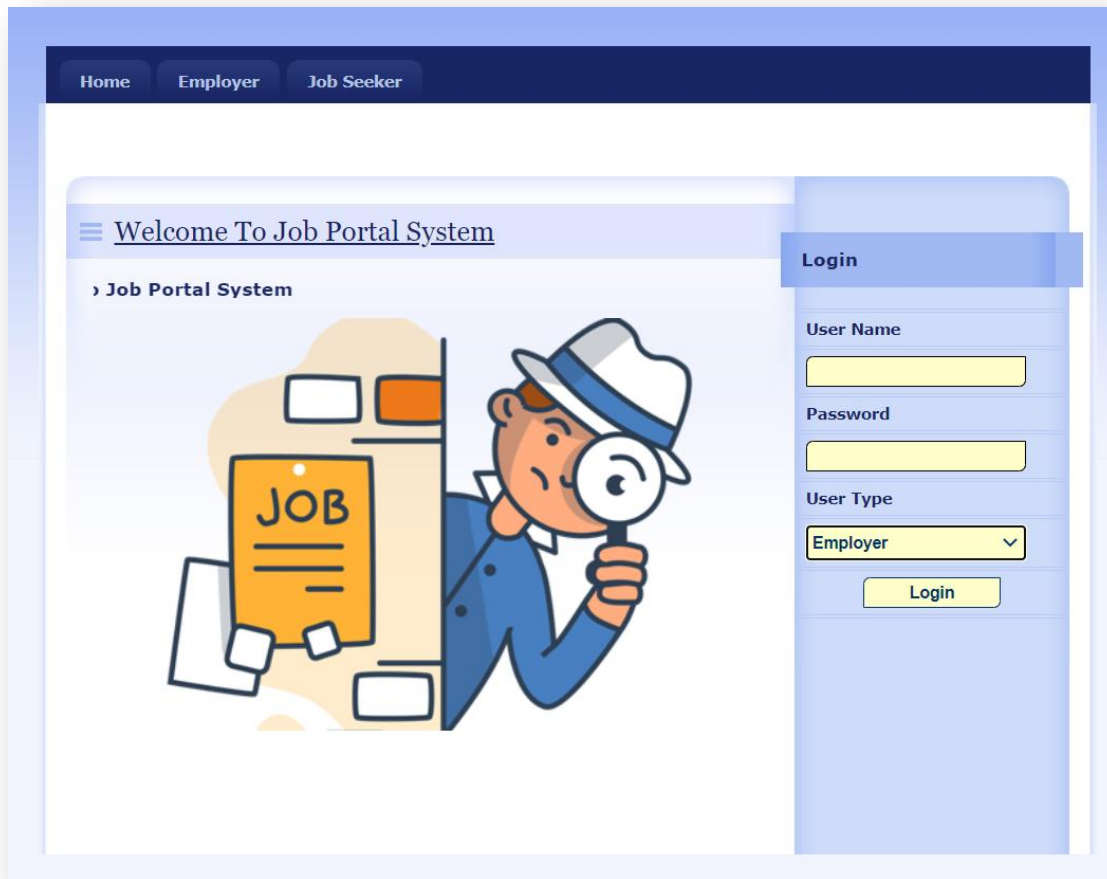 Home Employer Job Seeker
Welcome To Job Portal System
Job Portal System
JOB
Login
User Name
Password
User Type
Employer
Login